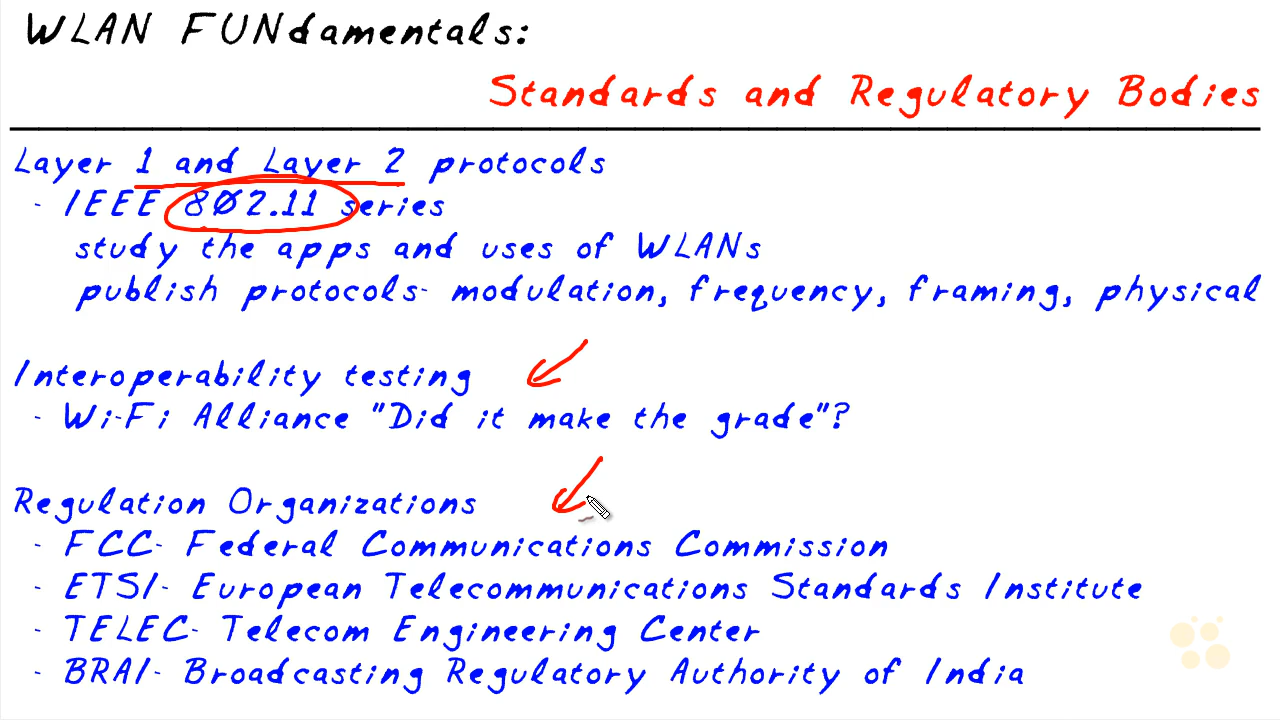 WLAN FUNdamentals:
Standards and Regulatory Bodies
Layer 1 and Layer 2 protocols
- IEEE 802.11 series
study the apps and uses of WLANs
publish protocols- modulation, frequency, framing, physical
Interoperability testing
- Wi-Fi Alliance "Did it make the grade"?
Regulation Organizations
- FCC- Federal Communications Commission
- ETSI- European Telecommunications Standards Institute
- TELEC- Telecom Engineering Center
- BRAI- Broadcasting Regulatory Authority of India